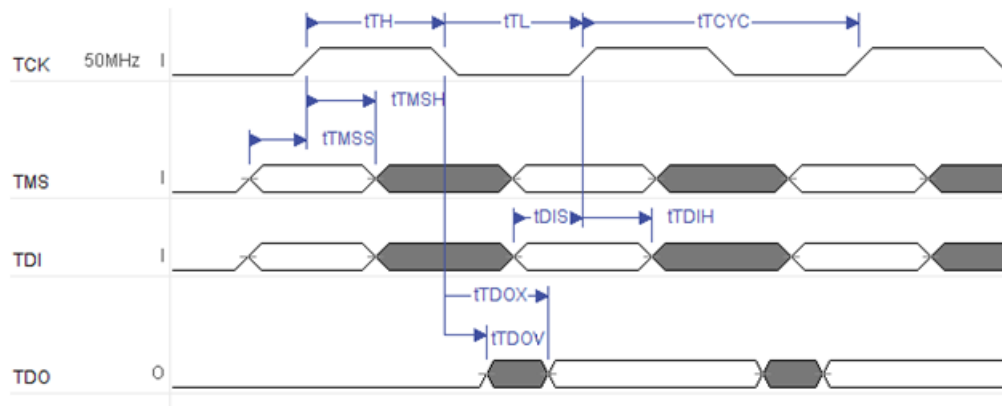 tTH tTL tTCYC
TCK 50MHz I
tTMSH
tTMSS
TMS I
tDIS tTDIH
TDI I
tTDOX
tTDOV
TDO O